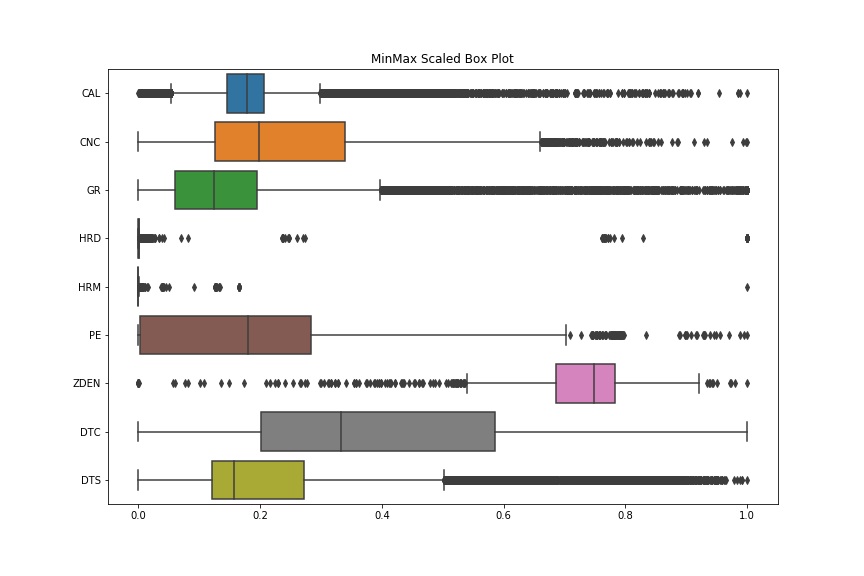 MinMax Scaled Box Plot
CAL
CNC
GR
HRD
HRM
PE
ZDEN
DTC
DTS
0.0 0.2 0.4 0.6 0.8 1.0